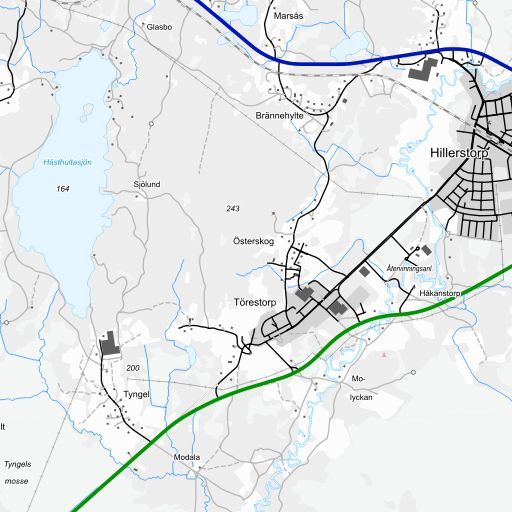 Marsås
Glasbo
Brännehylte
Hillerstorp
Hästhultasjön
164
Sjölund
243
Österskog
Återvinningsanl.
Håkanstorp
Törestorp
200
Tyngel
Mo-
lyckan
lt
Tyngels
mosse
Modala